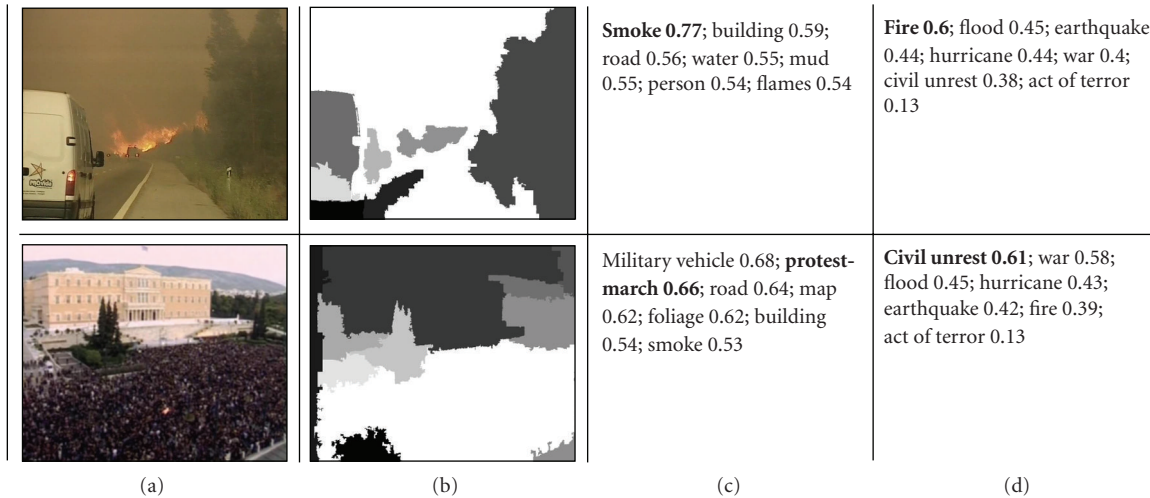 Smoke 0.77; building 0.59;
road 0.56; water 0.55; mud
0.55; person 0.54; flames 0.54
Fire 0.6; flood 0.45; earthquake
0.44; hurricane 0.44; war 0.4;
civil unrest 0.38; act of terror
0.13
Military vehicle 0.68; protest-
march 0.66; road 0.64; map
0.62; foliage 0.62; building
0.54; smoke 0.53
Civil unrest 0.61; war 0.58;
flood 0.45; hurricane 0.43;
earthquake 0.42; fire 0.39;
act of terror 0.13
(a)
(b)
(c)
(d)